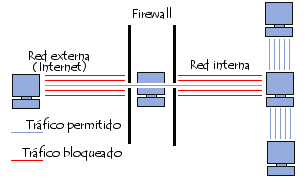 Firewall
Red externa
(Internet)
Red interna
Tráfico permitido
Tráfico bloqueado